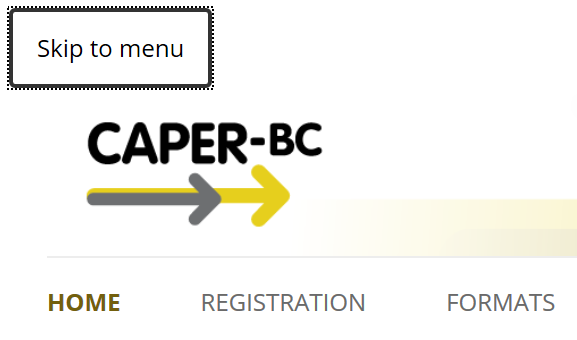 Skip to menu
CAPER-BC
HOME REGISTRATION FORMATS